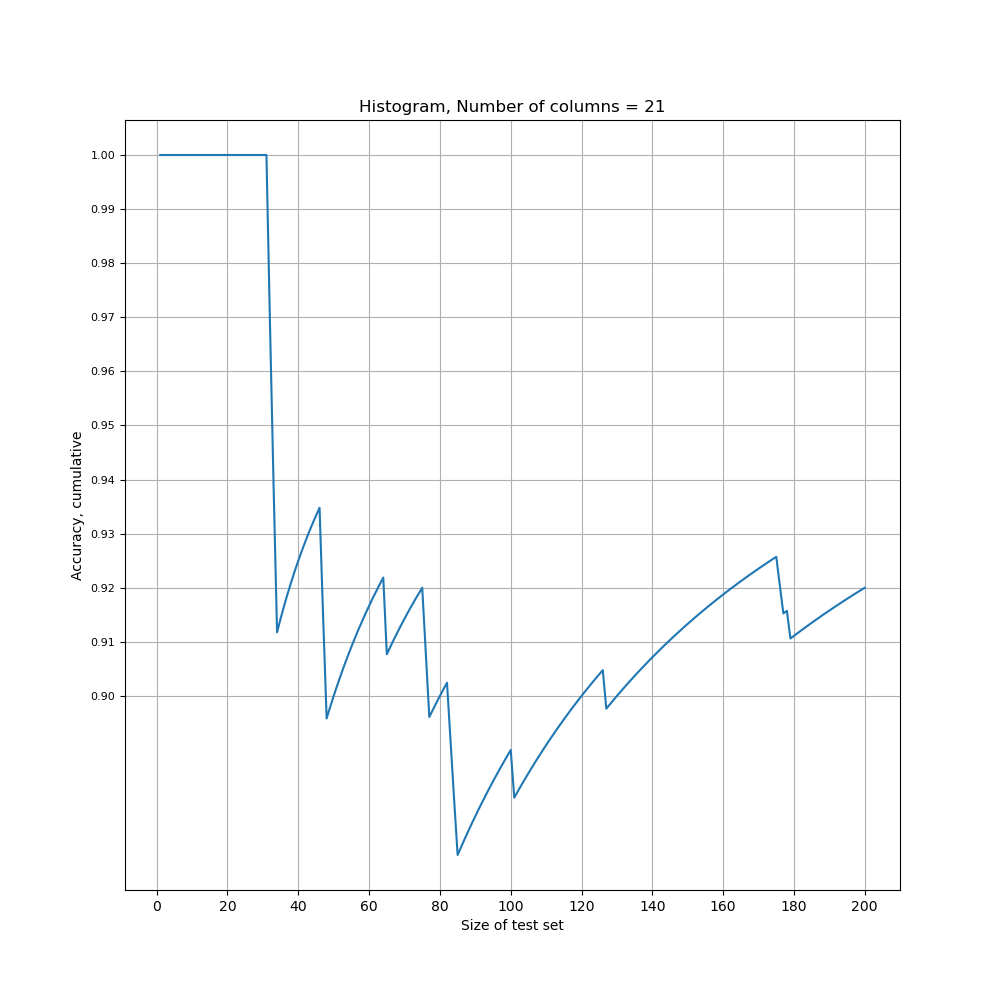 Histogram, Number of columns = 21
1.00
0.99
0.98
0.97
0.96
0.95
0.94
0.93
0.92
0.91
0.90
Accuracy, cumulative
0 20 40 60 80 100 120 140 160 180 200
Size of test set